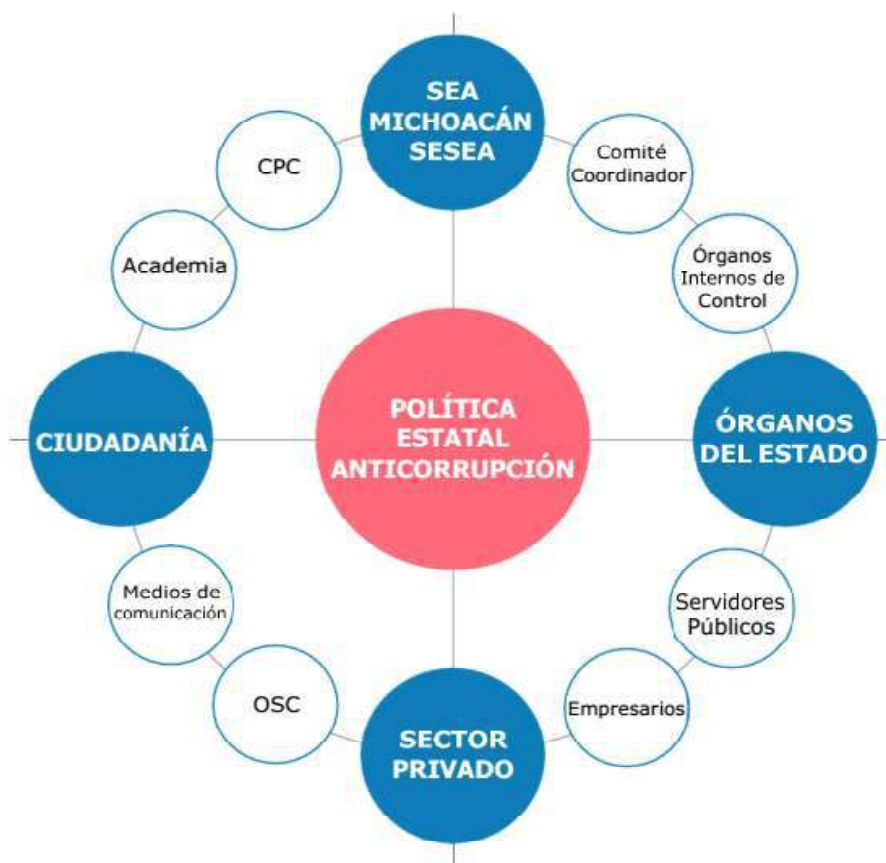 SEA
MICHOACÁN
SESEA
CPC
Comité
Coordinador
Academia
Órganos
Internos de
Control
CIUDADANÍA
POLÍTICA
ESTATAL
ANTICORRUPCIÓN
ÓRGANOS
DEL ESTADO
Medios de
comunicación
Servidores
Públicos
OSC
Empresarios
SECTOR
PRIVADO